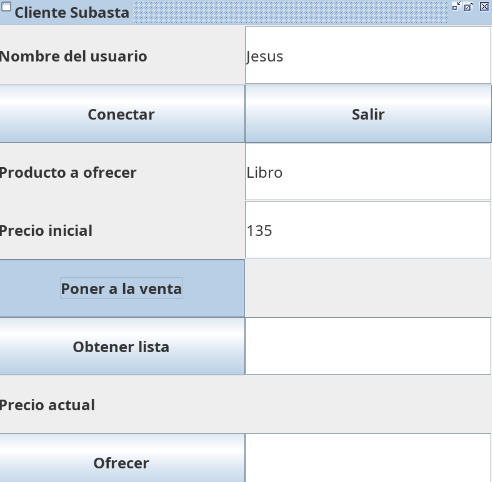 Cliente Subasta
Nombre del usuario
Jesus
Conectar
Salir
Producto a ofrecer
Libro
Precio inicial
135
Poner a la venta
Obtener lista
Precio actual
Ofrecer